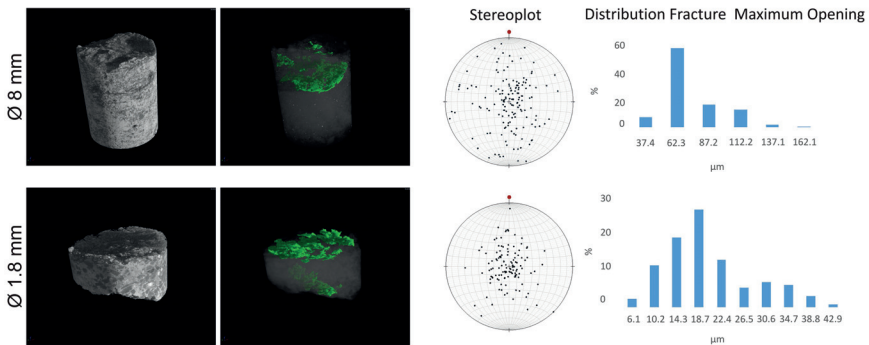 Stereoplot
Distribution Fracture Maximum Opening
Ø 8 mm
%
60
40
20
0
37.4 62.3 87.2 112.2 137.1 162.1
µm
Ø 1.8 mm
%
30
20
10
0
6.1 10.2 14.3 18.7 22.4 26.5 30.6 34.7 38.8 42.9
µm